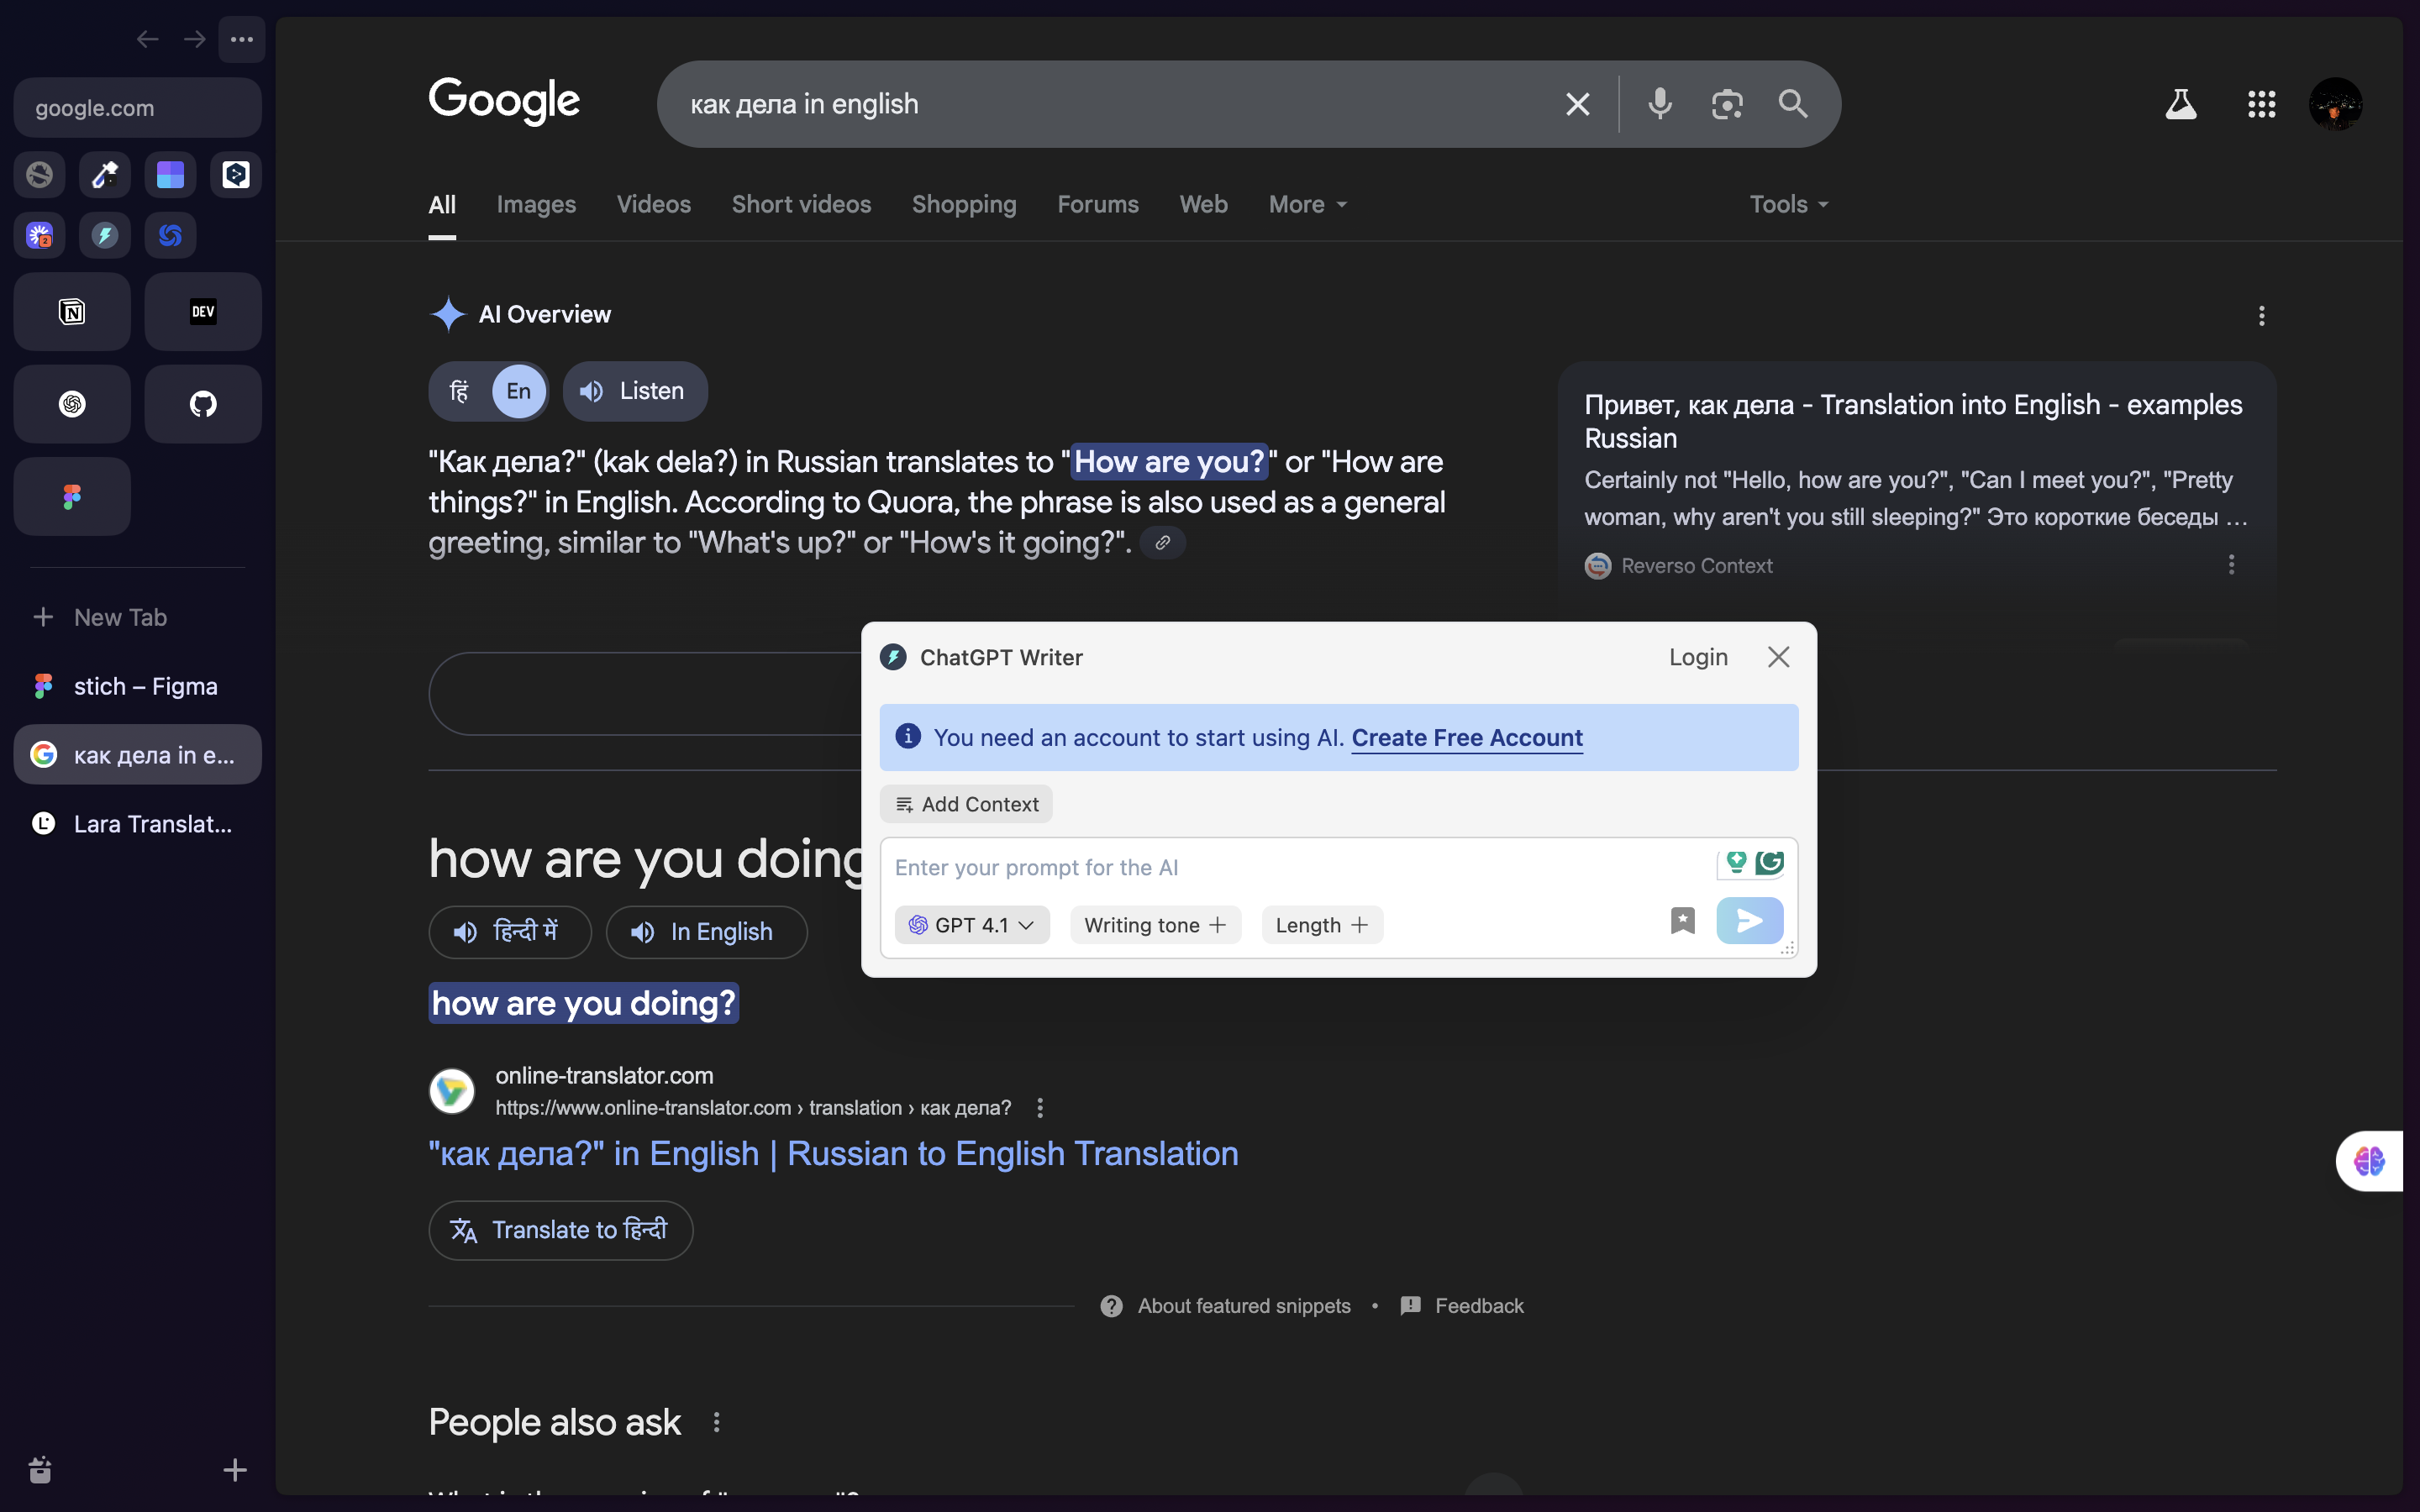 google.com
DEV
New Tab
stich – Figma
как дела in e...
Lara Translat...
Google
как дела in english
All Images Videos Short videos Shopping Forums Web More Tools
AI Overview
हिं En Listen
"Как дела?" (kak dela?) in Russian translates to "How are you?" or "How are
things?" in English. According to Quora, the phrase is also used as a general
greeting, similar to "What's up?" or "How's it going?".
Привет, как дела - Translation into English - examples
Russian
Certainly not "Hello, how are you?", "Can I meet you?", "Pretty
woman, why aren't you still sleeping?" Это короткие беседы ...
Reverso Context
ChatGPT Writer Login
You need an account to start using AI. Create Free Account
Add Context
Enter your prompt for the AI
GPT 4.1 Writing tone Length
how are you doing
हिन्दी में In English
how are you doing?
online-translator.com
https://www.online-translator.com › translation › как дела?
"как дела?" in English | Russian to English Translation
Translate to हिन्दी
About featured snippets • Feedback
People also ask